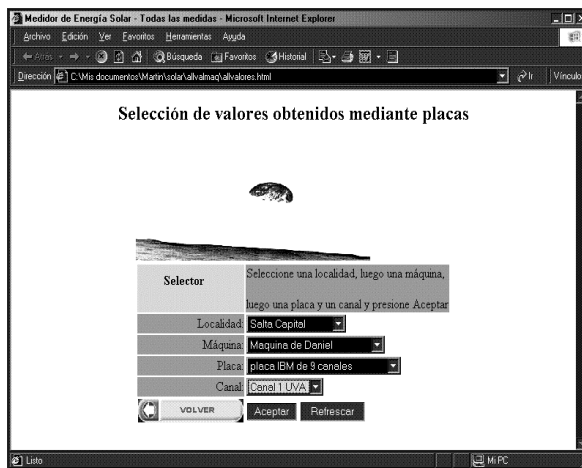 Medidor de Energía Solar - Todas las medidas - Microsoft Internet Explorer
Archivo Edición Ver Favoritos Herramientas Ayuda
Atrás Búsqueda Favoritos Historial
Dirección C:\Mis documentos\Martin\solar\allvalmaq\allvalores.html Ir Vínculo
Selección de valores obtenidos mediante placas
Selector
Seleccione una localidad, luego una máquina,
luego una placa y un canal y presione Aceptar
Localidad: Salta Capital
Máquina: Maquina de Daniel
Placa: placa IBM de 9 canales
Canal: Canal 1 UVA
VOLVER Aceptar Refrescar
Listo Mi PC